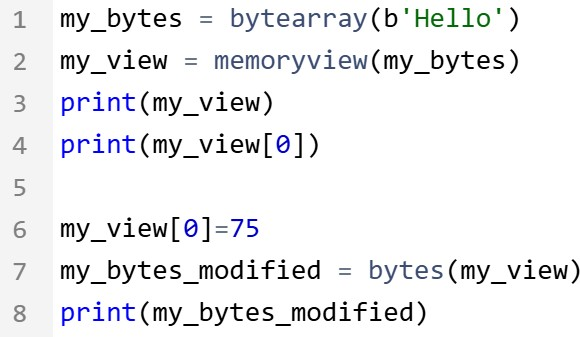 1 my_bytes = bytearray(b'Hello')
2 my_view = memoryview(my_bytes)
3 print(my_view)
4 print(my_view[0])
5
6 my_view[0]=75
7 my_bytes_modified = bytes(my_view)
8 print(my_bytes_modified)